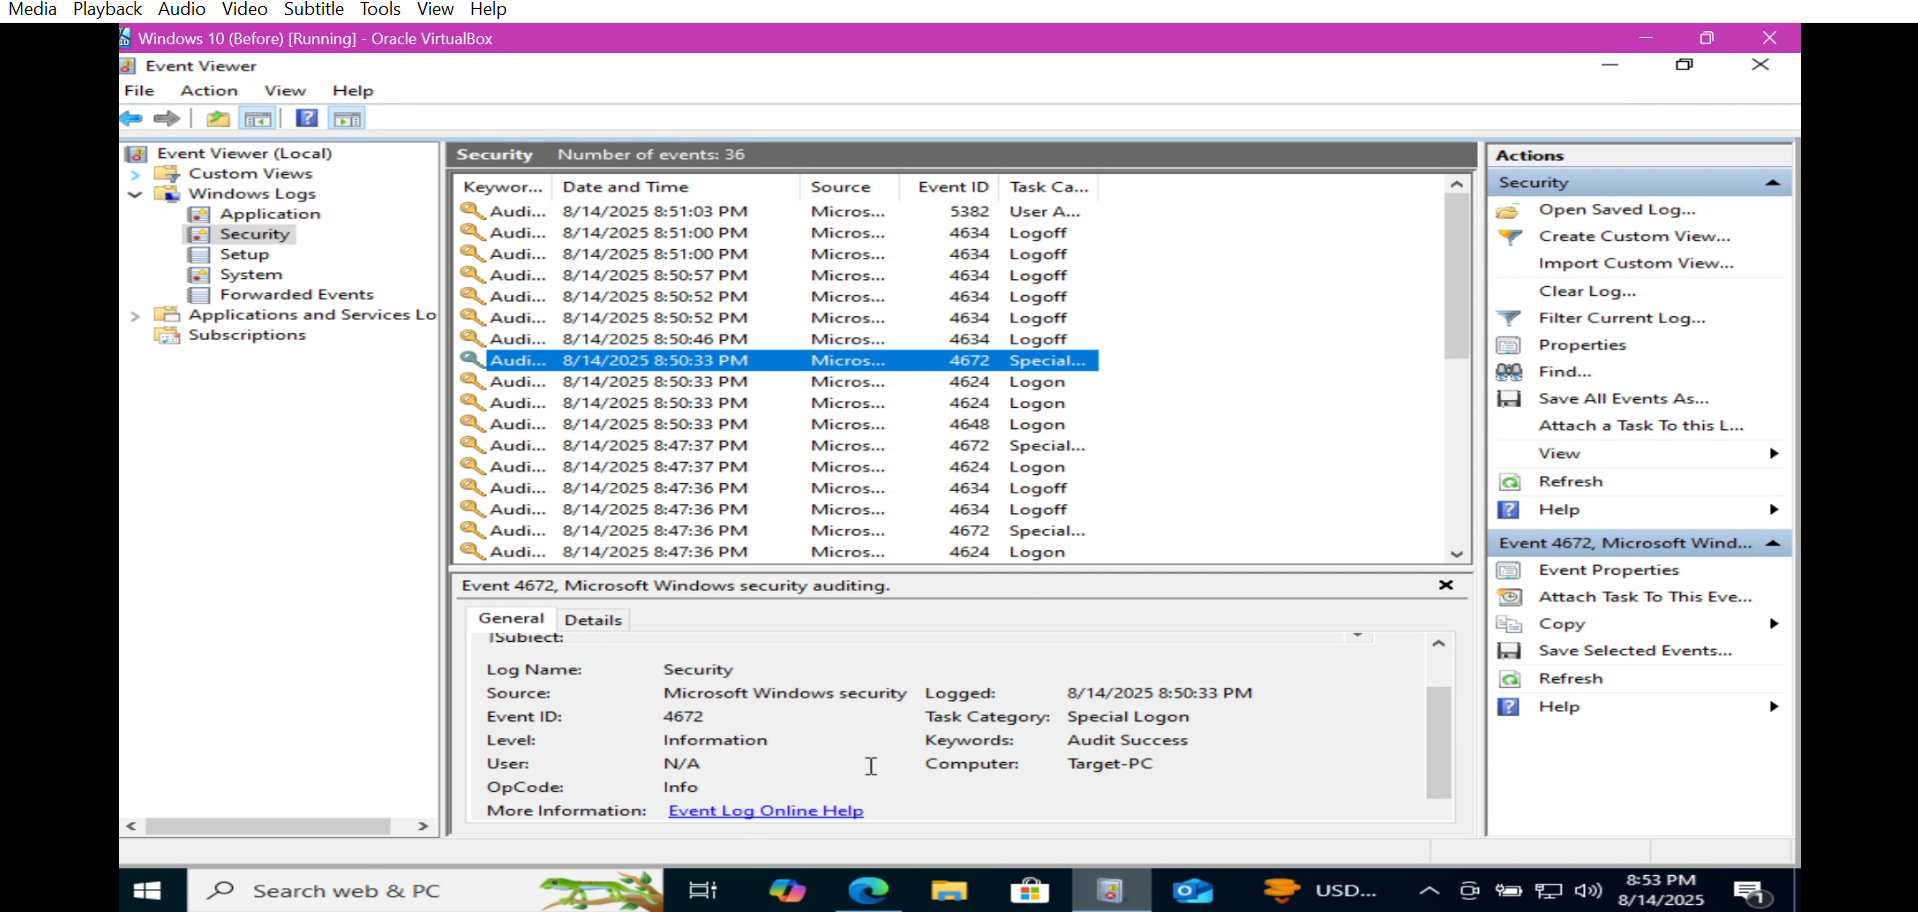 Media Playback Audio Video Subtitle Tools View Help
Windows 10 (Before) [Running] - Oracle VirtualBox
Event Viewer
File Action View Help
Event Viewer (Local)
Custom Views
Windows Logs
Application
Security
Setup
System
Forwarded Events
Applications and Services Lo
Subscriptions
Security Number of events: 36
Keywor... Date and Time Source Event ID Task Ca...
Audi... 8/14/2025 8:51:03 PM Micros... 5382 User A...
Audi... 8/14/2025 8:51:00 PM Micros... 4634 Logoff
Audi... 8/14/2025 8:51:00 PM Micros... 4634 Logoff
Audi... 8/14/2025 8:50:57 PM Micros... 4634 Logoff
Audi... 8/14/2025 8:50:52 PM Micros... 4634 Logoff
Audi... 8/14/2025 8:50:52 PM Micros... 4634 Logoff
Audi... 8/14/2025 8:50:46 PM Micros... 4634 Logoff
Audi... 8/14/2025 8:50:33 PM Micros... 4672 Special...
Audi... 8/14/2025 8:50:33 PM Micros... 4624 Logon
Audi... 8/14/2025 8:50:33 PM Micros... 4624 Logon
Audi... 8/14/2025 8:50:33 PM Micros... 4648 Logon
Audi... 8/14/2025 8:47:37 PM Micros... 4672 Special...
Audi... 8/14/2025 8:47:37 PM Micros... 4624 Logon
Audi... 8/14/2025 8:47:36 PM Micros... 4634 Logoff
Audi... 8/14/2025 8:47:36 PM Micros... 4634 Logoff
Audi... 8/14/2025 8:47:36 PM Micros... 4672 Special...
Audi... 8/14/2025 8:47:36 PM Micros... 4624 Logon
Event 4672, Microsoft Windows security auditing.
General Details
Subject:
Log Name: Security
Source: Microsoft Windows security Logged: 8/14/2025 8:50:33 PM
Event ID: 4672 Task Category: Special Logon
Level: Information Keywords: Audit Success
User: N/A Computer: Target-PC
OpCode: Info
More Information: Event Log Online Help
Actions
Security
Open Saved Log...
Create Custom View...
Import Custom View...
Clear Log...
Filter Current Log...
Properties
Find...
Save All Events As...
Attach a Task To this L...
View
Refresh
Help
Event 4672, Microsoft Wind...
Event Properties
Attach Task To This Eve...
Copy
Save Selected Events...
Refresh
Help
Search web & PC
USD...
8:53 PM
8/14/2025
1